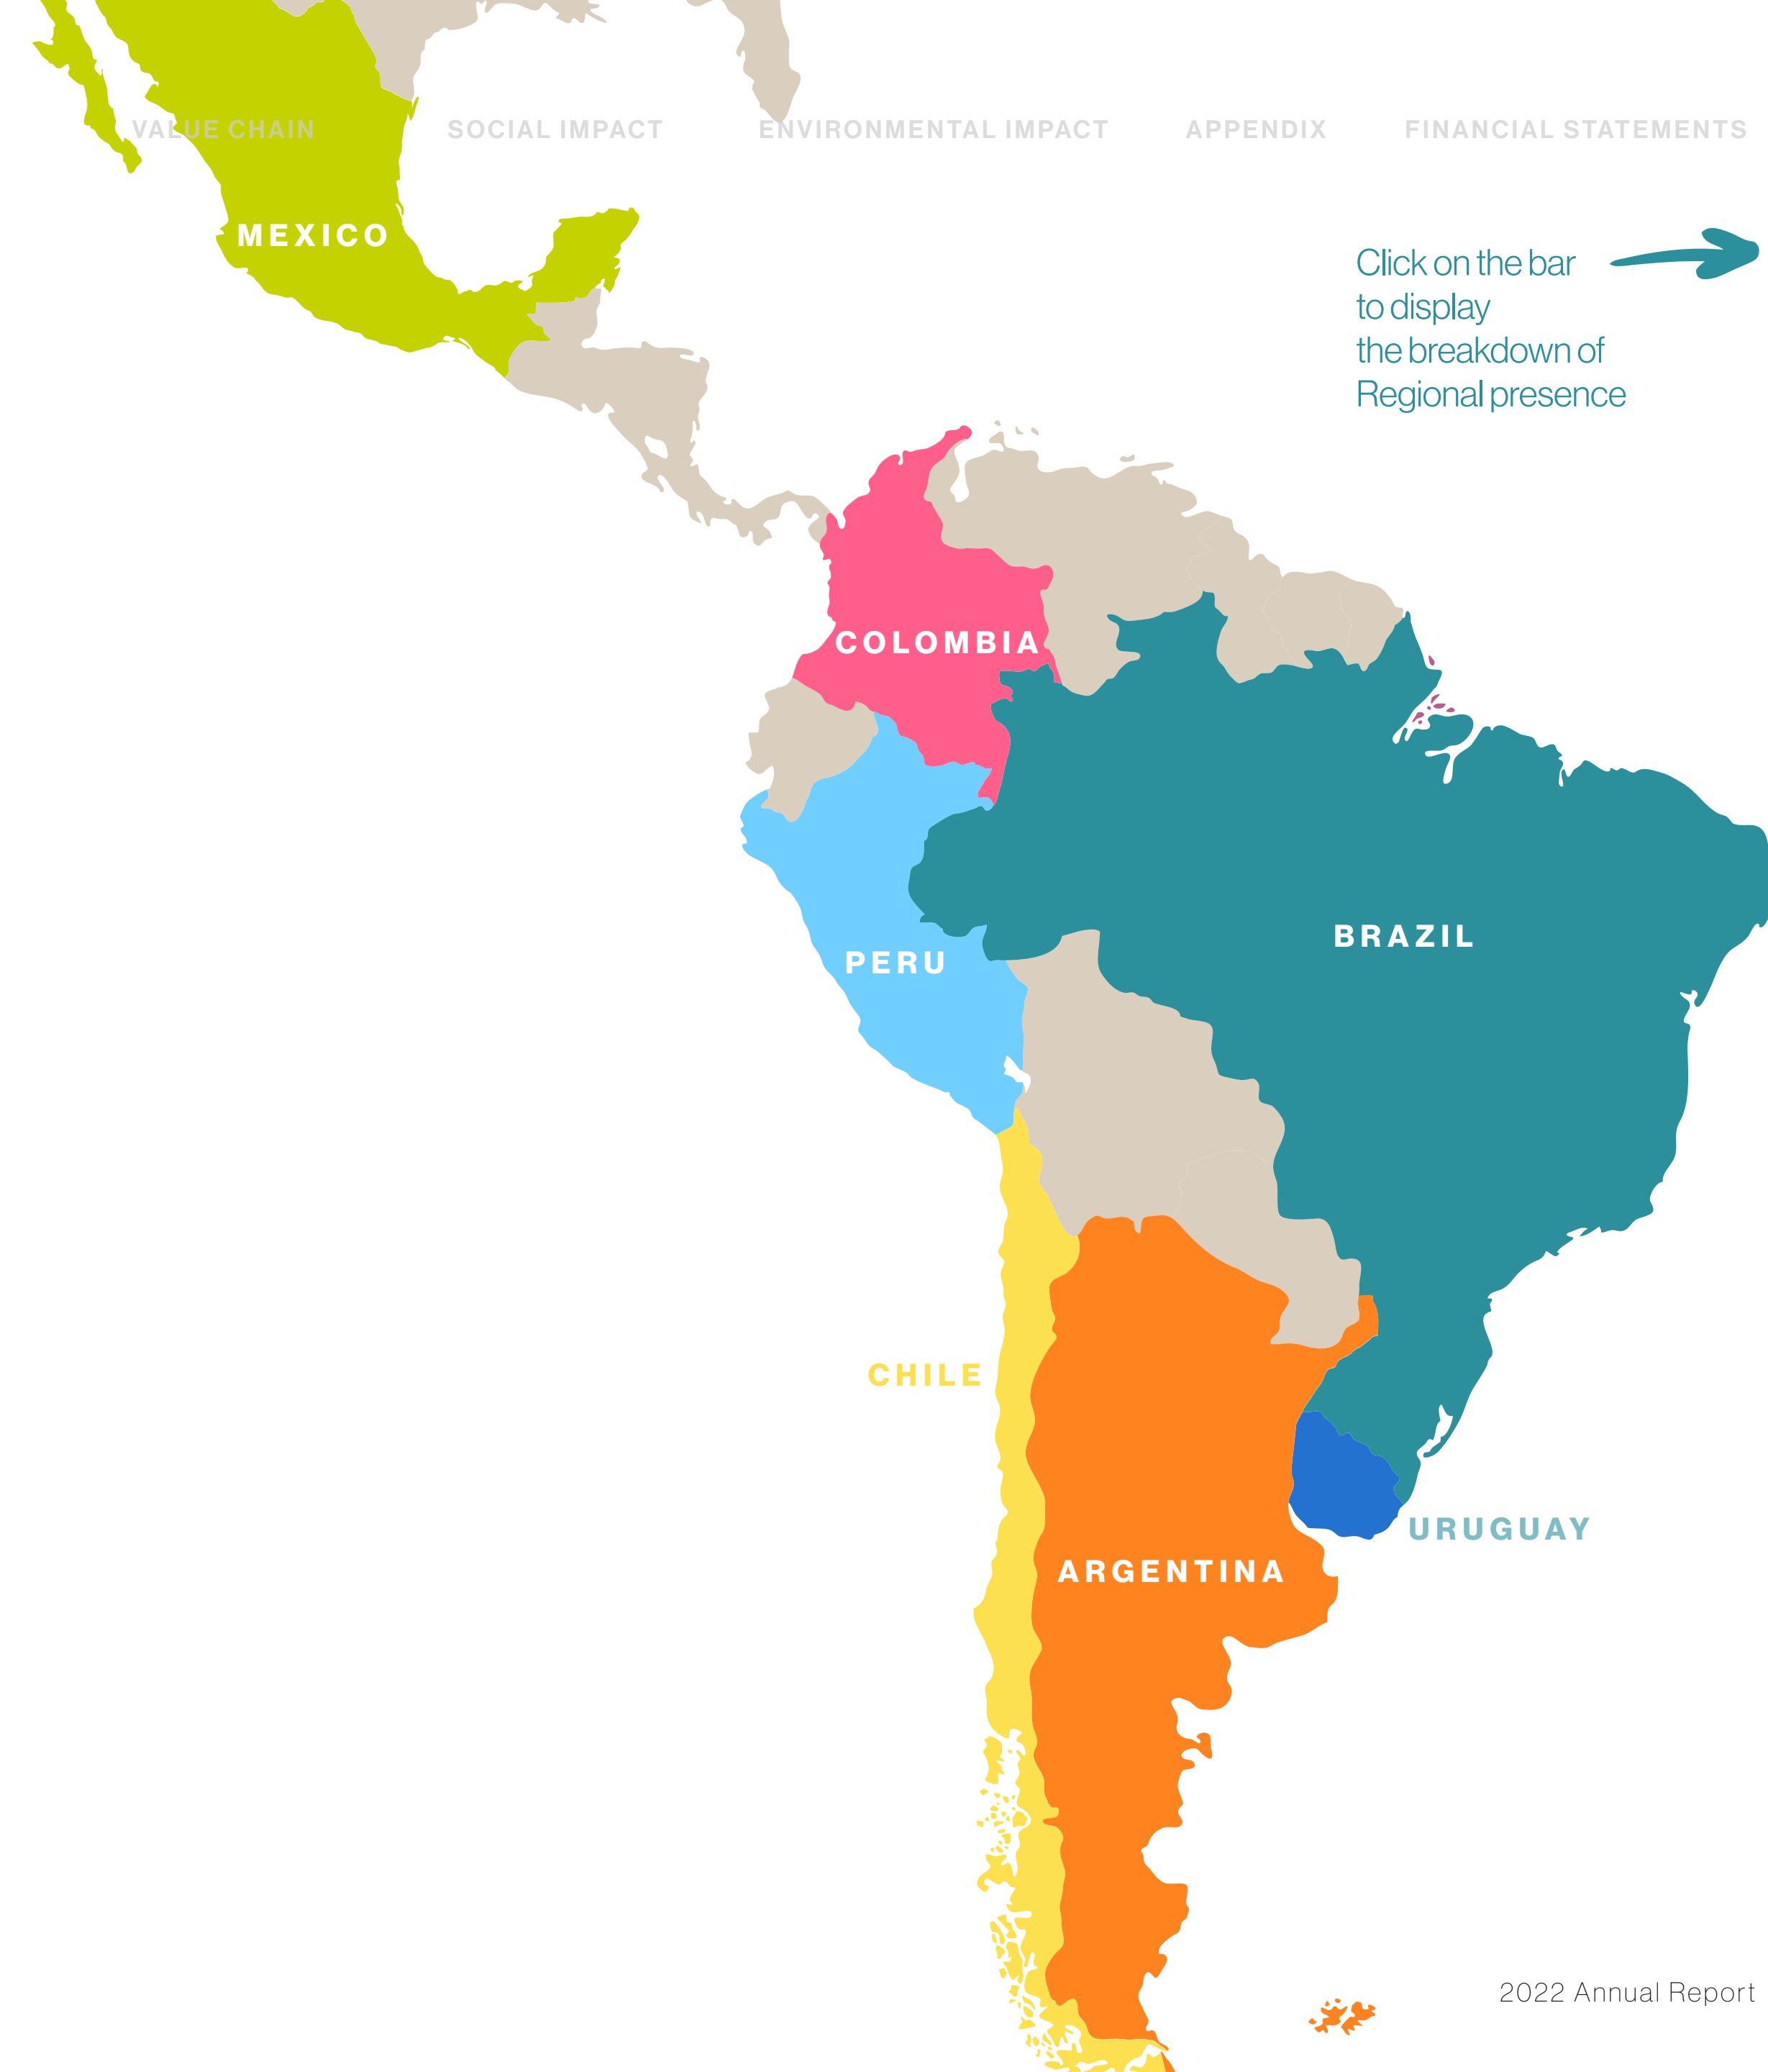 VALUE CHAIN SOCIAL IMPACT ENVIRONMENTAL IMPACT APPENDIX FINANCIAL STATEMENTS
MEXICO
Click on the bar
to display
the breakdown of
Regional presence
COLOMBIA
BRAZIL
PERU
CHILE
URUGUAY
ARGENTINA
2022 Annual Report